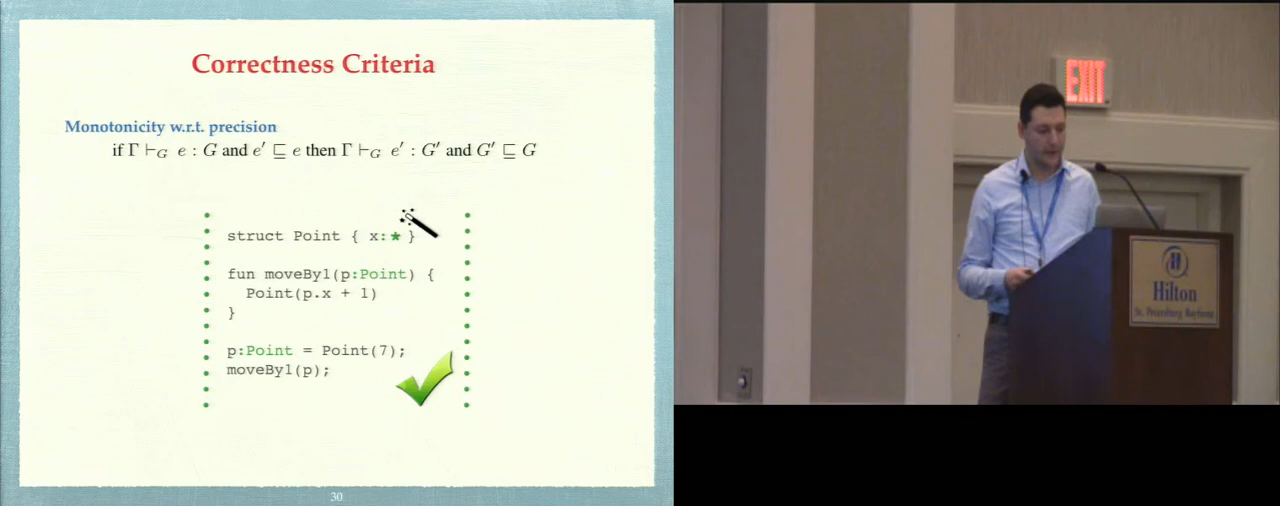 Correctness Criteria
Monotonicity w.r.t. precision
if Γ ⊢G e : G and e′ ⊑ e then Γ ⊢G e′ : G′ and G′ ⊑ G
struct Point { x:★ }
fun moveBy1(p:Point) {
Point(p.x + 1)
}
p:Point = Point(7);
moveBy1(p);
30
EXIT
Hilton
St. Petersburg Bayfront